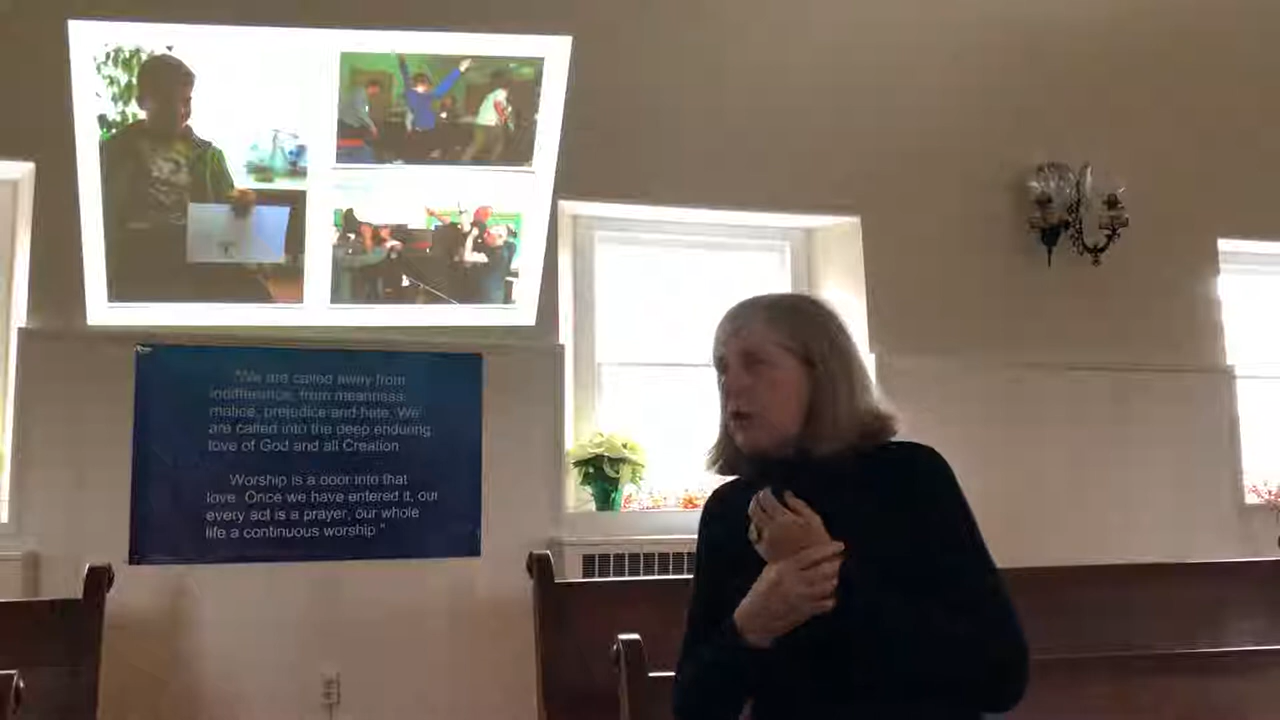 "We are called away from
indifference, from meanness,
malice, prejudice and hate. We
are called into the deep enduring
love of God and all Creation
Worship is a door into that
love. Once we have entered it, our
every act is a prayer, our whole
life a continuous worship."